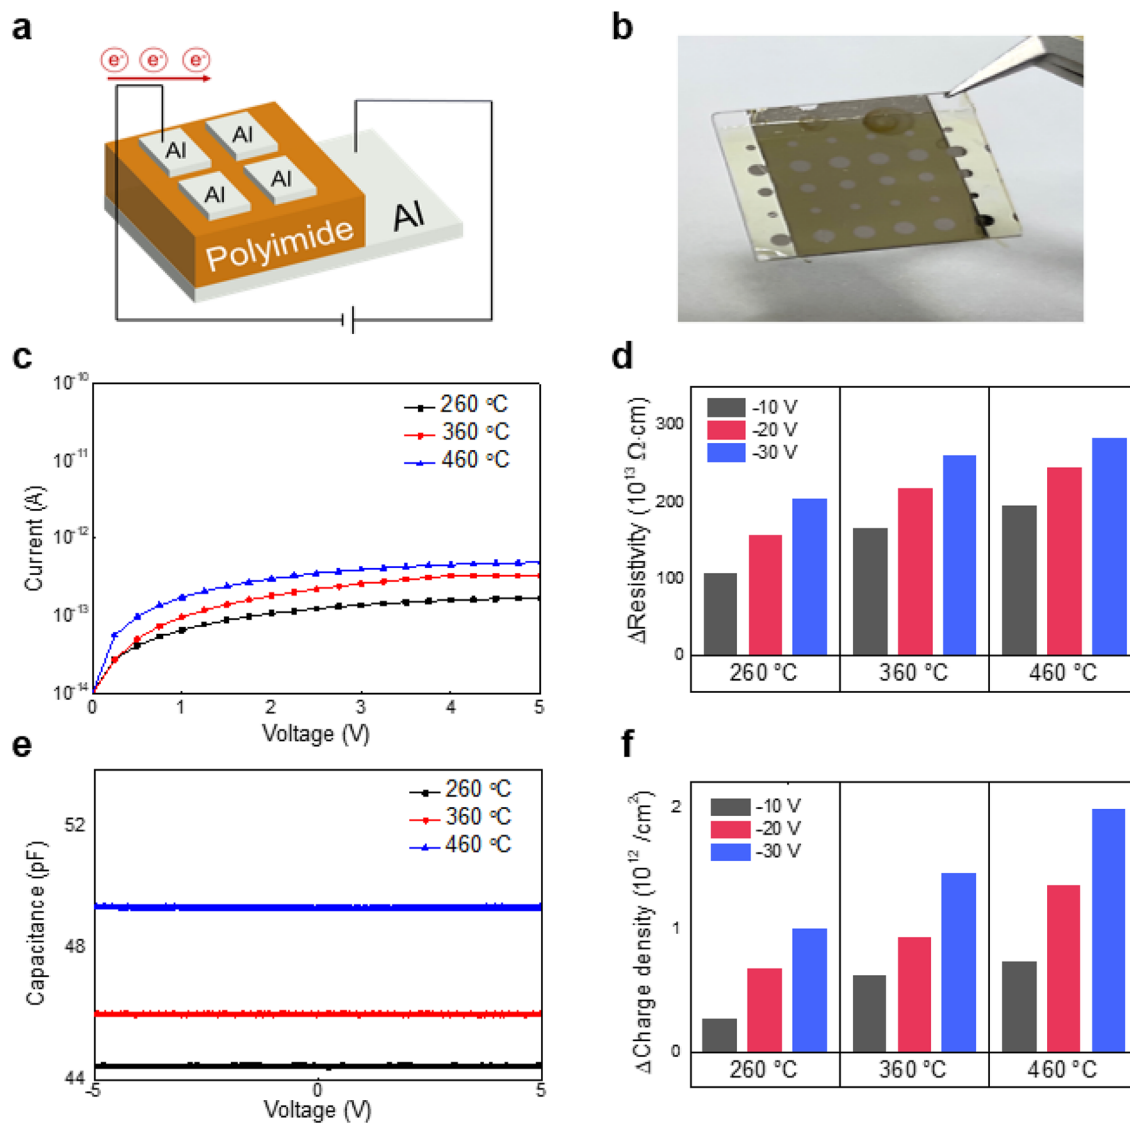 a
e⁻ e⁻ e⁻
Al Al
Al Al
Polyimide
Al
b
c
Current (A)
10⁻¹⁰
10⁻¹¹
10⁻¹²
10⁻¹³
10⁻¹⁴
260 °C
360 °C
460 °C
0 1 2 3 4 5
Voltage (V)
d
ΔResistivity (10¹³ Ω·cm)
300
200
100
0
-10 V
-20 V
-30 V
260 °C 360 °C 460 °C
e
Capacitance (pF)
52
48
44
260 °C
360 °C
460 °C
-5 0 5
Voltage (V)
f
ΔCharge density (10¹² /cm²)
2
1
0
-10 V
-20 V
-30 V
260 °C 360 °C 460 °C